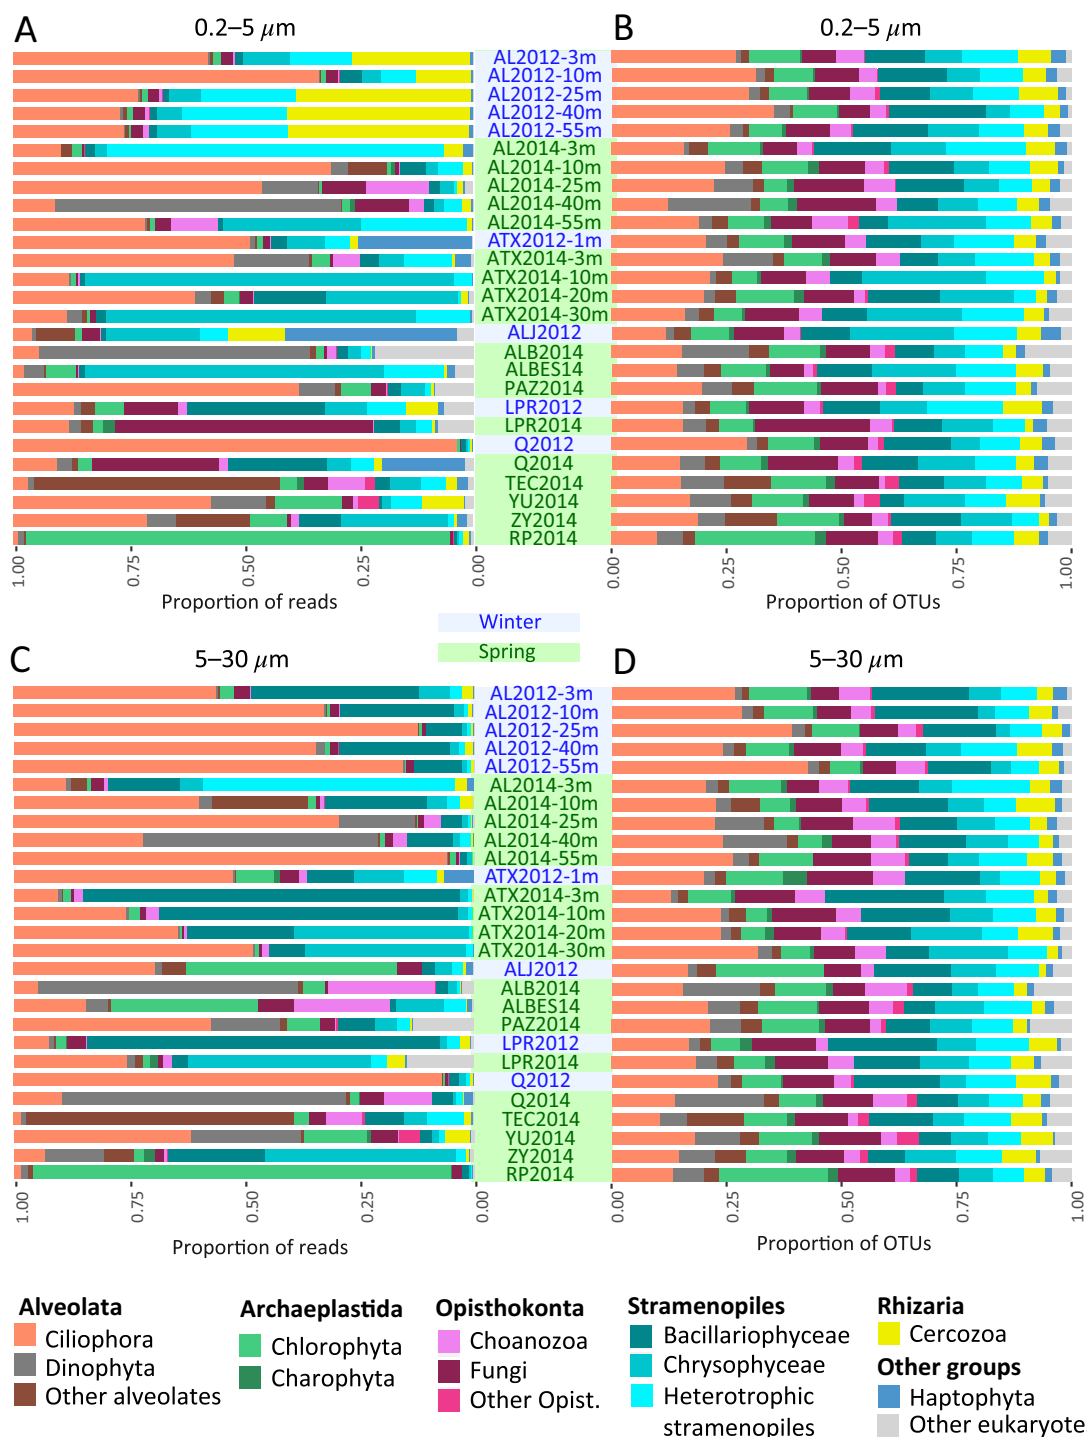 A
0.2–5 μm
B
0.2–5 μm
AL2012-3m
AL2012-10m
AL2012-25m
AL2012-40m
AL2012-55m
AL2014-3m
AL2014-10m
AL2014-25m
AL2014-40m
AL2014-55m
ATX2012-1m
ATX2014-3m
ATX2014-10m
ATX2014-20m
ATX2014-30m
ALJ2012
ALB2014
ALBES14
PAZ2014
LPR2012
LPR2014
Q2012
Q2014
TEC2014
YU2014
ZY2014
RP2014
1.00 0.75 0.50 0.25 0.00
0.00 0.25 0.50 0.75 1.00
Proportion of reads
Proportion of OTUs
Winter
Spring
C
5–30 μm
D
5–30 μm
AL2012-3m
AL2012-10m
AL2012-25m
AL2012-40m
AL2012-55m
AL2014-3m
AL2014-10m
AL2014-25m
AL2014-40m
AL2014-55m
ATX2012-1m
ATX2014-3m
ATX2014-10m
ATX2014-20m
ATX2014-30m
ALJ2012
ALB2014
ALBES14
PAZ2014
LPR2012
LPR2014
Q2012
Q2014
TEC2014
YU2014
ZY2014
RP2014
1.00 0.75 0.50 0.25 0.00
0.00 0.25 0.50 0.75 1.00
Proportion of reads
Proportion of OTUs
Alveolata
Ciliophora
Dinophyta
Other alveolates
Archaeplastida
Chlorophyta
Charophyta
Opisthokonta
Choanozoa
Fungi
Other Opist.
Stramenopiles
Bacillariophyceae
Chrysophyceae
Heterotrophic
stramenopiles
Rhizaria
Cercozoa
Other groups
Haptophyta
Other eukaryote